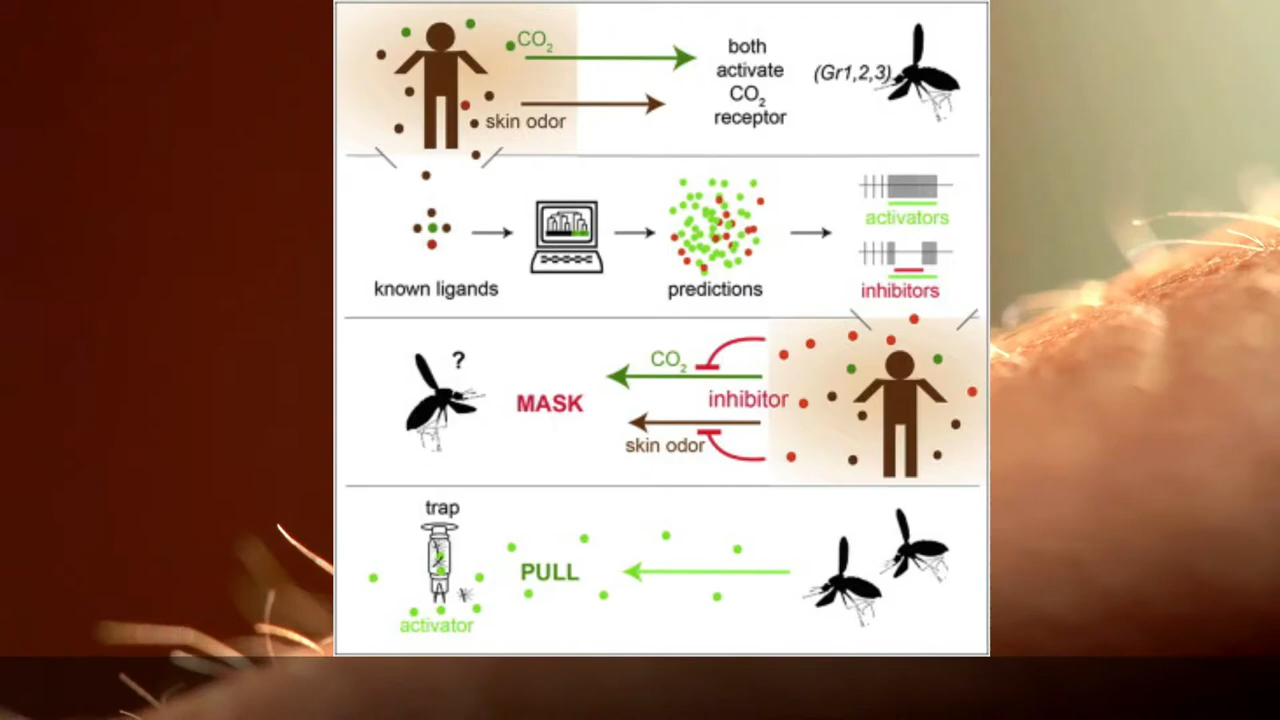 CO2
skin odor
both
activate
CO2
receptor
(Gr1,2,3)
known ligands
predictions
activators
inhibitors
?
MASK
CO2
inhibitor
skin odor
trap
PULL
activator